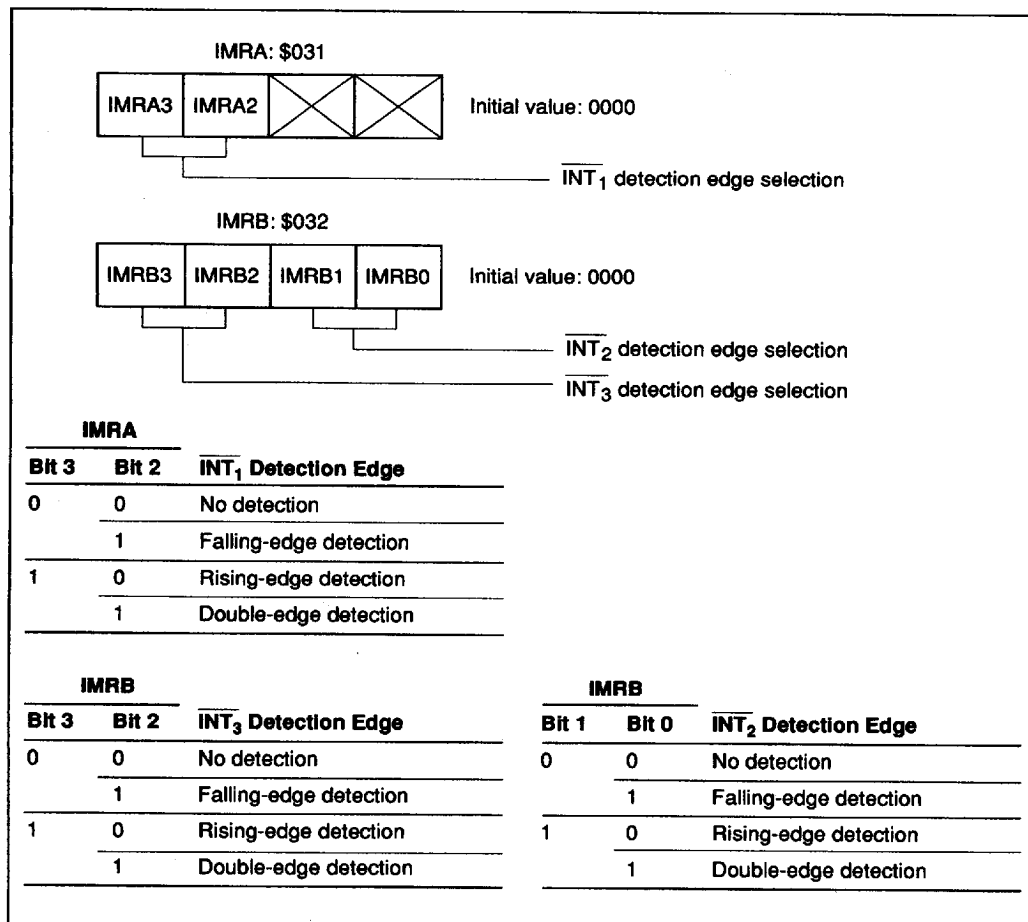 IMRA: $031
IMRA3 IMRA2 Initial value: 0000
INT1 detection edge selection
IMRB: $032
IMRB3 IMRB2 IMRB1 IMRB0 Initial value: 0000
INT2 detection edge selection
INT3 detection edge selection
IMRA
Bit 3 Bit 2 INT1 Detection Edge
0 0 No detection
1 Falling-edge detection
1 0 Rising-edge detection
1 Double-edge detection
IMRB
Bit 3 Bit 2 INT3 Detection Edge
0 0 No detection
1 Falling-edge detection
1 0 Rising-edge detection
1 Double-edge detection
IMRB
Bit 1 Bit 0 INT2 Detection Edge
0 0 No detection
1 Falling-edge detection
1 0 Rising-edge detection
1 Double-edge detection